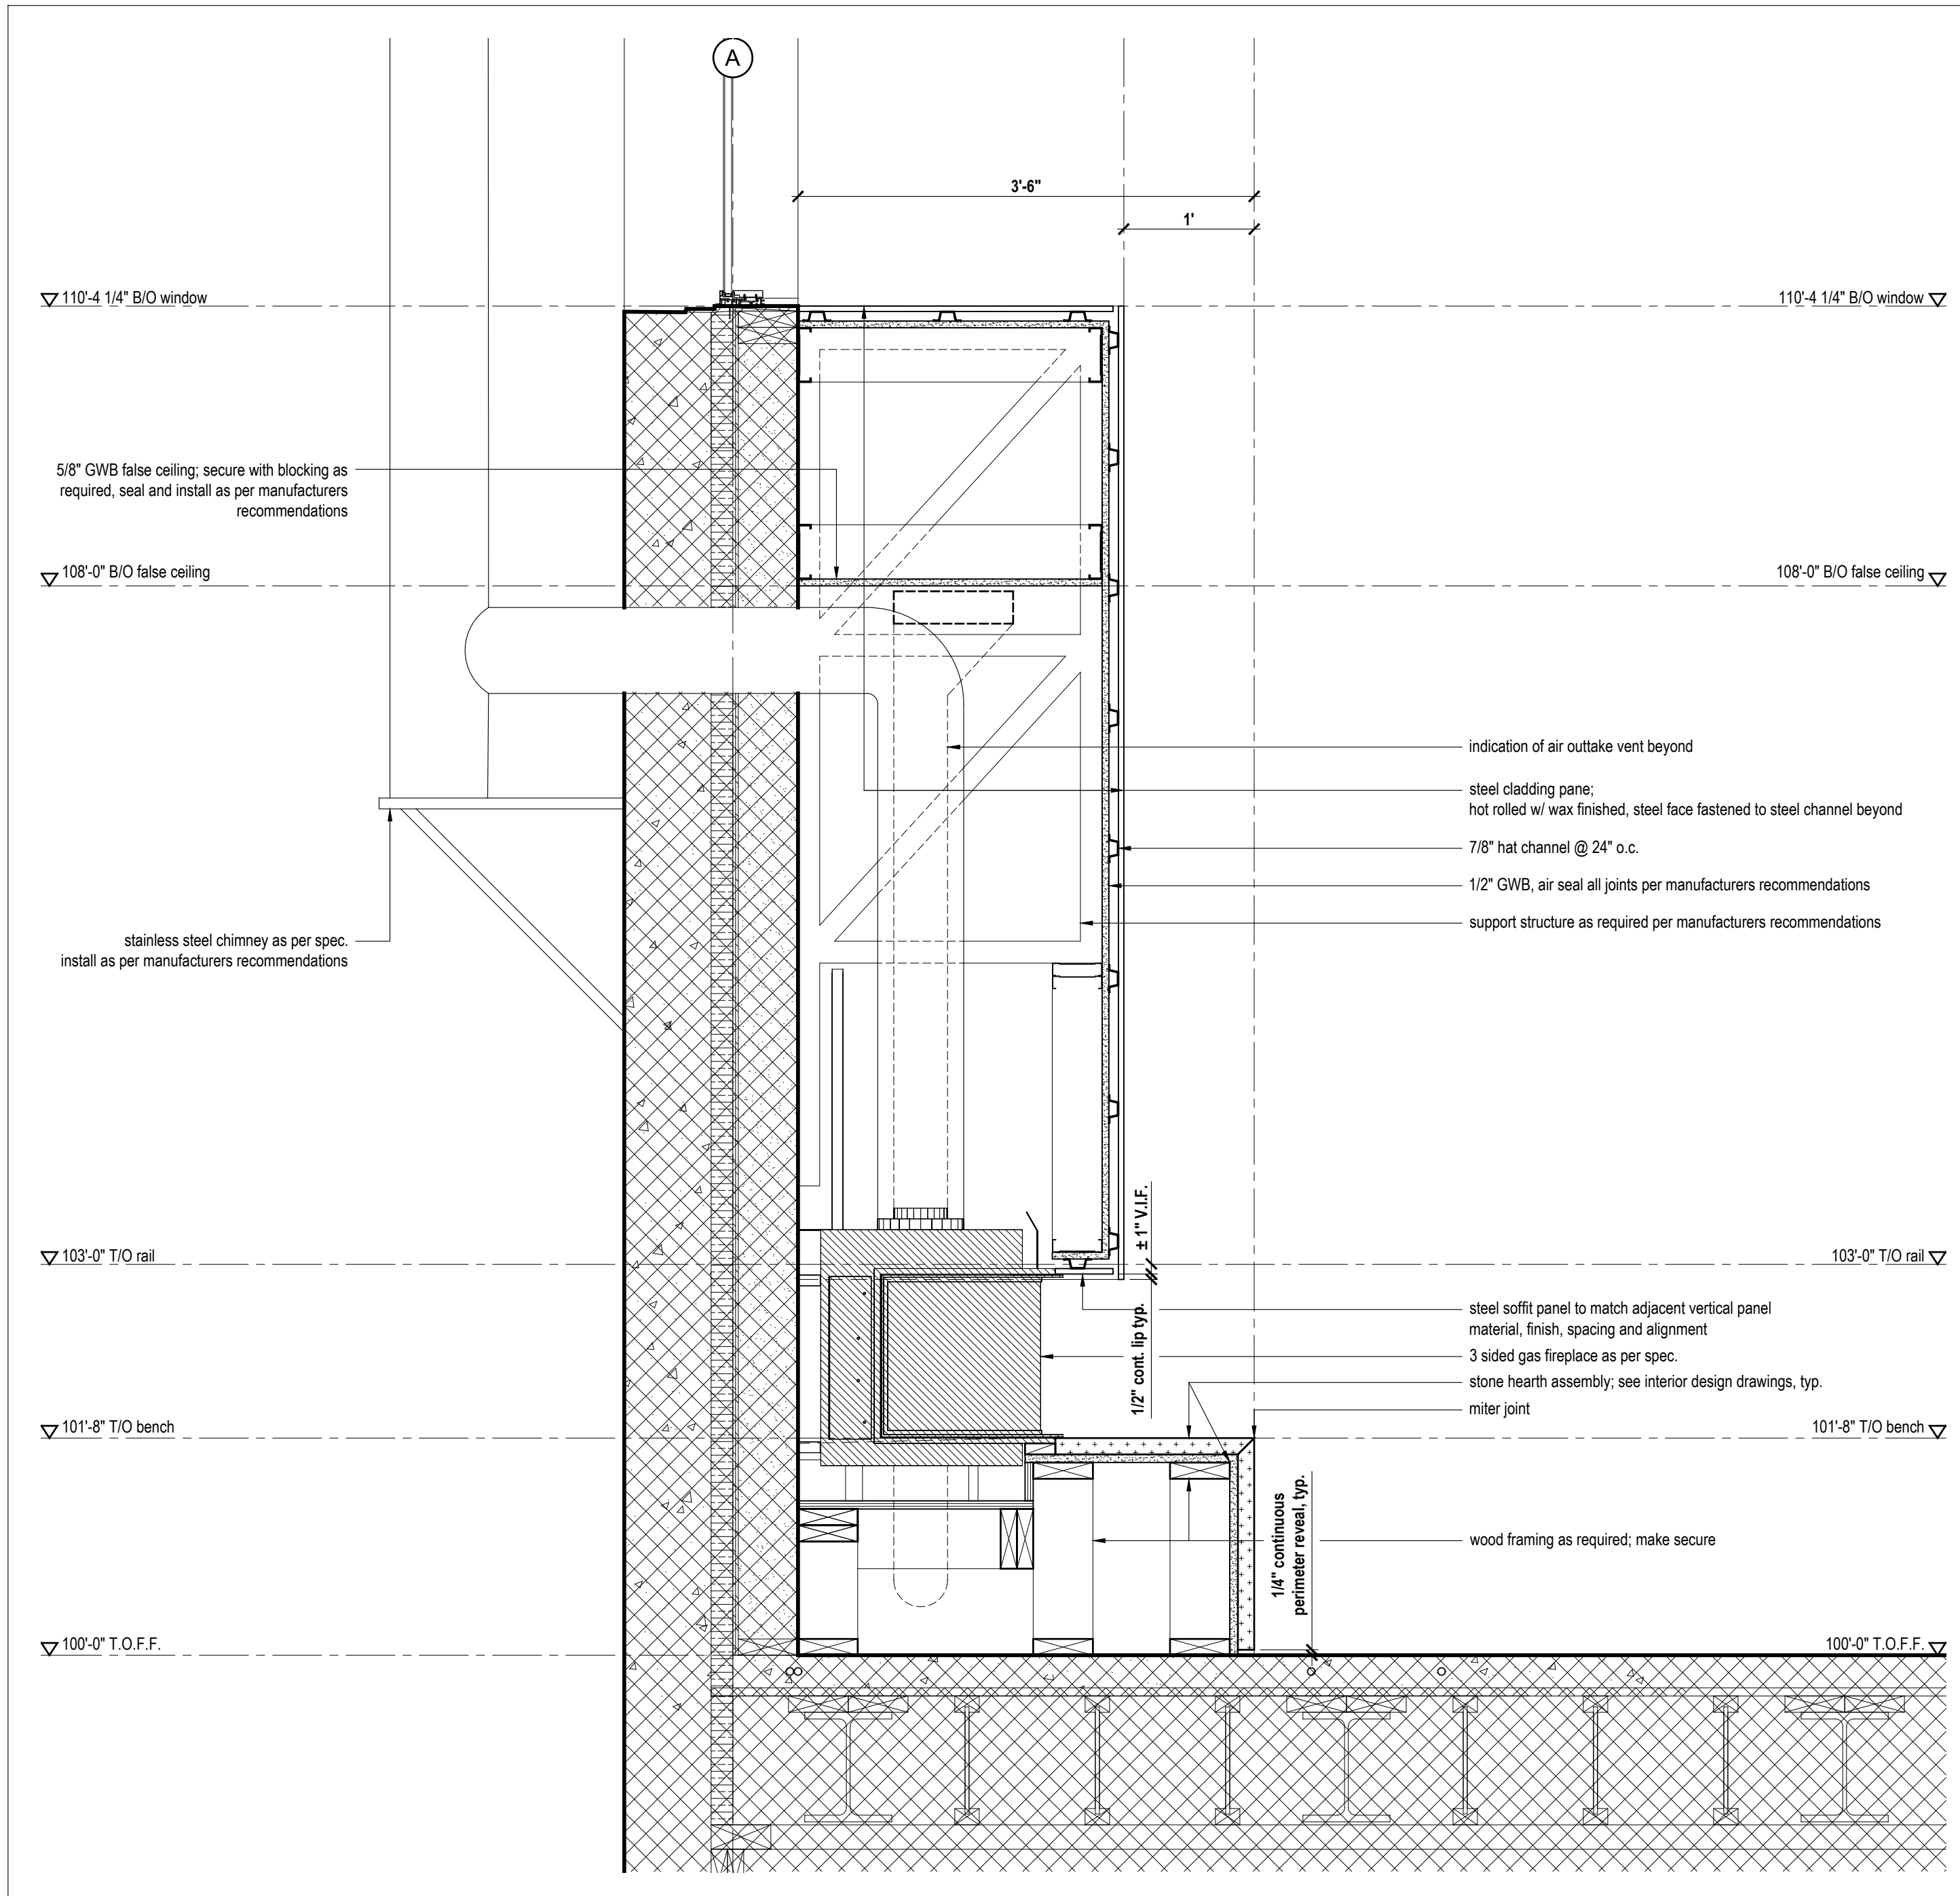 A
3'-6"
1'
110'-4 1/4" B/O window
110'-4 1/4" B/O window
5/8" GWB false ceiling; secure with blocking as
required, seal and install as per manufacturers
recommendations
108'-0" B/O false ceiling
108'-0" B/O false ceiling
indication of air outtake vent beyond
steel cladding pane;
hot rolled w/ wax finished, steel face fastened to steel channel beyond
7/8" hat channel @ 24" o.c.
1/2" GWB, air seal all joints per manufacturers recommendations
support structure as required per manufacturers recommendations
stainless steel chimney as per spec.
install as per manufacturers recommendations
± 1" V.I.F.
103'-0" T/O rail
103'-0" T/O rail
1/2" cont. lip typ.
steel soffit panel to match adjacent vertical panel
material, finish, spacing and alignment
3 sided gas fireplace as per spec.
stone hearth assembly; see interior design drawings, typ.
miter joint
101'-8" T/O bench
101'-8" T/O bench
1/4" continuous
perimeter reveal, typ.
wood framing as required; make secure
100'-0" T.O.F.F.
100'-0" T.O.F.F.